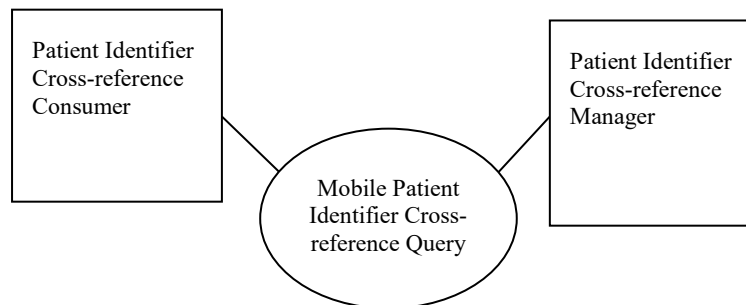 Patient Identifier
Cross-reference
Consumer
Patient Identifier
Cross-reference
Manager
Mobile Patient
Identifier Cross-
reference Query